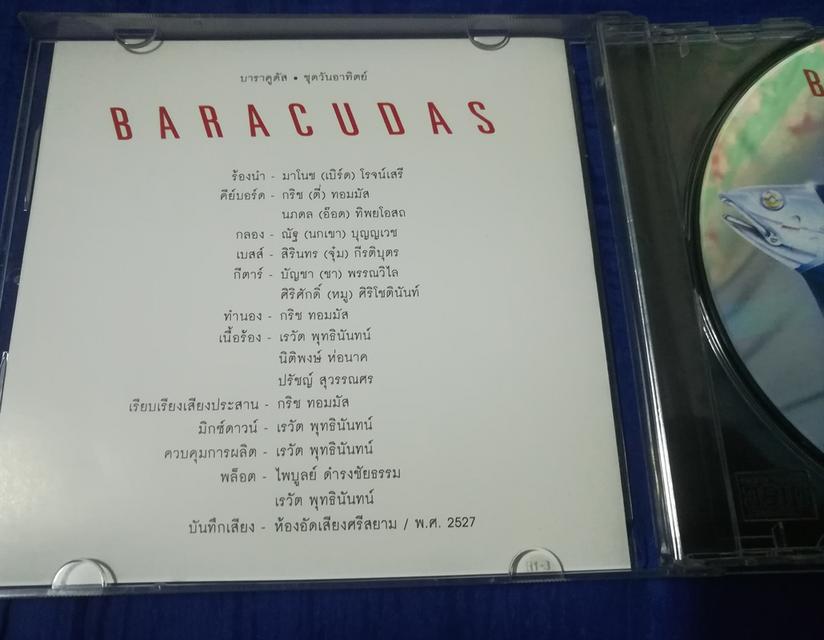 บาราคูดัส • ชุดวันอาทิตย์
BARACUDAS
ร้องนำ - มาโนช (เบิร์ด) โรจน์เสรี
คีย์บอร์ด - กริช (ตี่) ทอมมัส
นภดล (อ๊อด) ทิพยโอสถ
กลอง - ณัฐ (นกเขา) บุญญเวช
เบสส์ - สิรินทร (จุ๋ม) กีรติบุตร
กีตาร์ - บัญชา (ชา) พรรณวิไล
ศิริศักดิ์ (หมู) ศิริโชตินันท์
ทำนอง - กริช ทอมมัส
เนื้อร้อง - เรวัต พุทธินันทน์
นิติพงษ์ ห่อนาค
ปรัชญ์ สุวรรณศร
เรียบเรียงเสียงประสาน - กริช ทอมมัส
มิกซ์ดาวน์ - เรวัต พุทธินันทน์
ควบคุมการผลิต - เรวัต พุทธินันทน์
พล็อต - ไพบูลย์ ดำรงชัยธรรม
เรวัต พุทธินันทน์
บันทึกเสียง - ห้องอัดเสียงศรีสยาม / พ.ศ. 2527
B